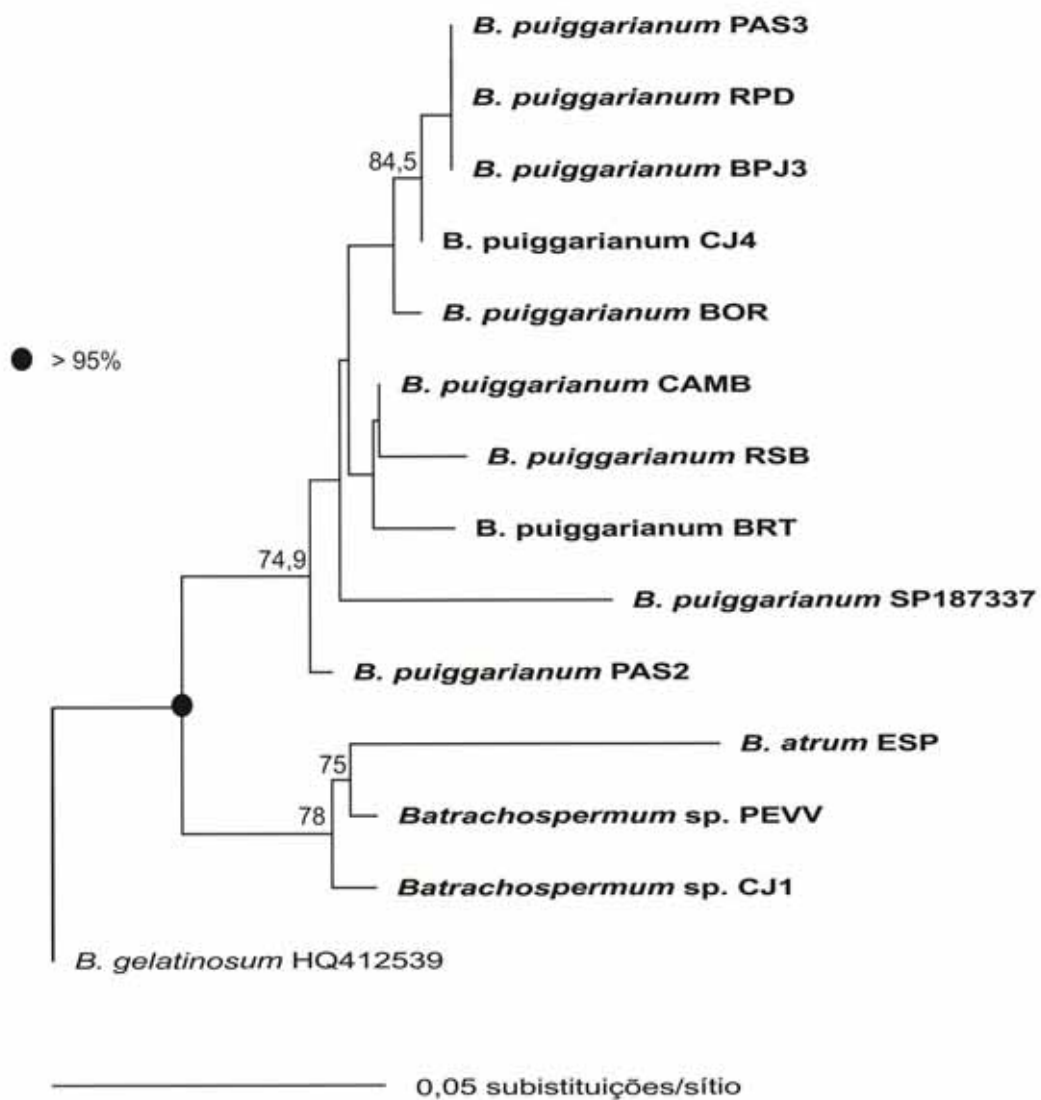 B. puiggarianum PAS3
B. puiggarianum RPD
84,5
B. puiggarianum BPJ3
B. puiggarianum CJ4
B. puiggarianum BOR
> 95%
B. puiggarianum CAMB
B. puiggarianum RSB
B. puiggarianum BRT
74,9
B. puiggarianum SP187337
B. puiggarianum PAS2
B. atrum ESP
75
78
Batrachospermum sp. PEVV
Batrachospermum sp. CJ1
B. gelatinosum HQ412539
0,05 subistituições/sítio